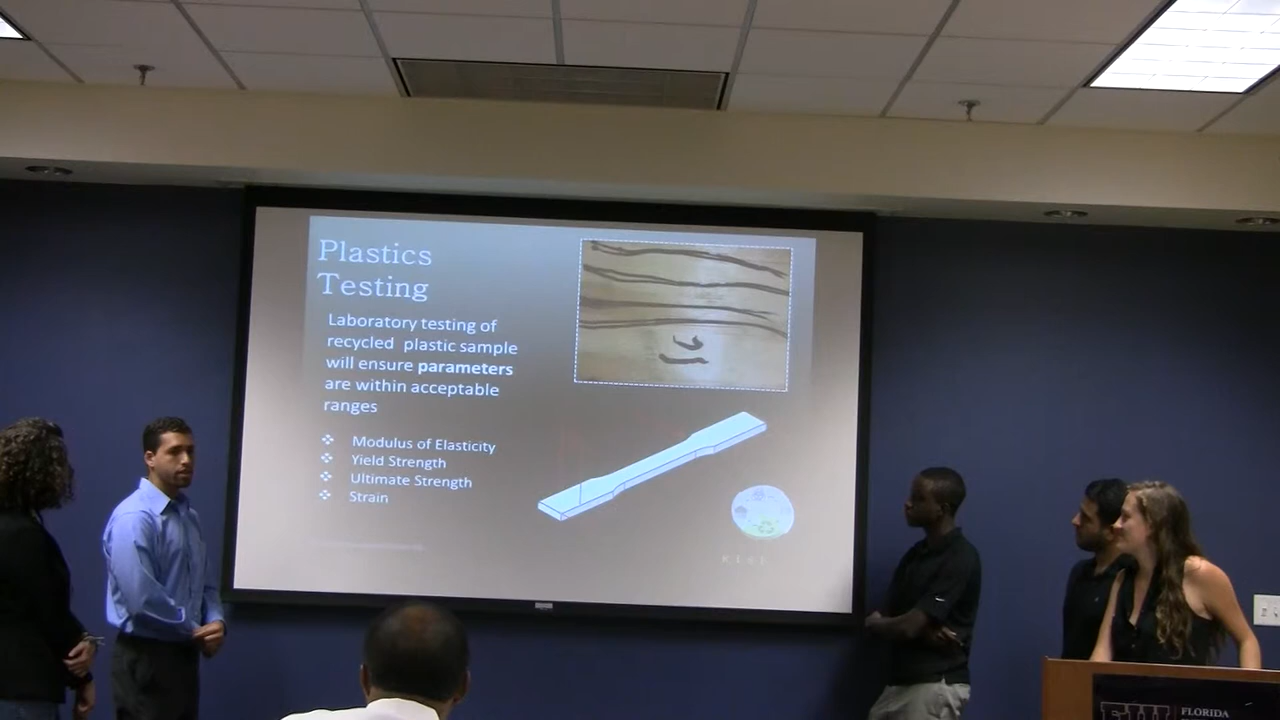 Plastics
Testing
Laboratory testing of
recycled plastic sample
will ensure parameters
are within acceptable
ranges
❖ Modulus of Elasticity
❖ Yield Strength
❖ Ultimate Strength
❖ Strain
FLORIDA